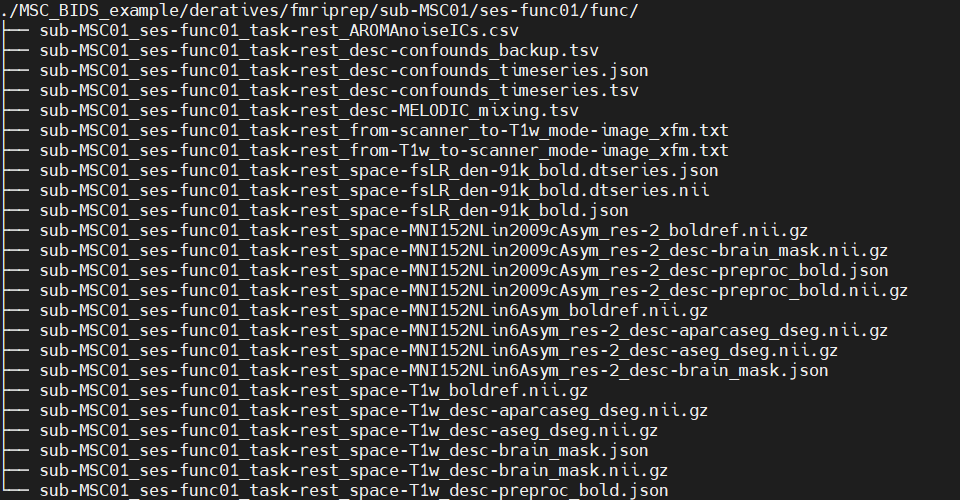 ./MSC_BIDS_example/deratives/fmriprep/sub-MSC01/ses-func01/func/
├── sub-MSC01_ses-func01_task-rest_AROMAnoiseICs.csv
├── sub-MSC01_ses-func01_task-rest_desc-confounds_backup.tsv
├── sub-MSC01_ses-func01_task-rest_desc-confounds_timeseries.json
├── sub-MSC01_ses-func01_task-rest_desc-confounds_timeseries.tsv
├── sub-MSC01_ses-func01_task-rest_desc-MELODIC_mixing.tsv
├── sub-MSC01_ses-func01_task-rest_from-scanner_to-T1w_mode-image_xfm.txt
├── sub-MSC01_ses-func01_task-rest_from-T1w_to-scanner_mode-image_xfm.txt
├── sub-MSC01_ses-func01_task-rest_space-fsLR_den-91k_bold.dtseries.json
├── sub-MSC01_ses-func01_task-rest_space-fsLR_den-91k_bold.dtseries.nii
├── sub-MSC01_ses-func01_task-rest_space-fsLR_den-91k_bold.json
├── sub-MSC01_ses-func01_task-rest_space-MNI152NLin2009cAsym_res-2_boldref.nii.gz
├── sub-MSC01_ses-func01_task-rest_space-MNI152NLin2009cAsym_res-2_desc-brain_mask.nii.gz
├── sub-MSC01_ses-func01_task-rest_space-MNI152NLin2009cAsym_res-2_desc-preproc_bold.json
├── sub-MSC01_ses-func01_task-rest_space-MNI152NLin2009cAsym_res-2_desc-preproc_bold.nii.gz
├── sub-MSC01_ses-func01_task-rest_space-MNI152NLin6Asym_boldref.nii.gz
├── sub-MSC01_ses-func01_task-rest_space-MNI152NLin6Asym_res-2_desc-aparcaseg_dseg.nii.gz
├── sub-MSC01_ses-func01_task-rest_space-MNI152NLin6Asym_res-2_desc-aseg_dseg.nii.gz
├── sub-MSC01_ses-func01_task-rest_space-MNI152NLin6Asym_res-2_desc-brain_mask.json
├── sub-MSC01_ses-func01_task-rest_space-T1w_boldref.nii.gz
├── sub-MSC01_ses-func01_task-rest_space-T1w_desc-aparcaseg_dseg.nii.gz
├── sub-MSC01_ses-func01_task-rest_space-T1w_desc-aseg_dseg.nii.gz
├── sub-MSC01_ses-func01_task-rest_space-T1w_desc-brain_mask.json
├── sub-MSC01_ses-func01_task-rest_space-T1w_desc-brain_mask.nii.gz
└── sub-MSC01_ses-func01_task-rest_space-T1w_desc-preproc_bold.json